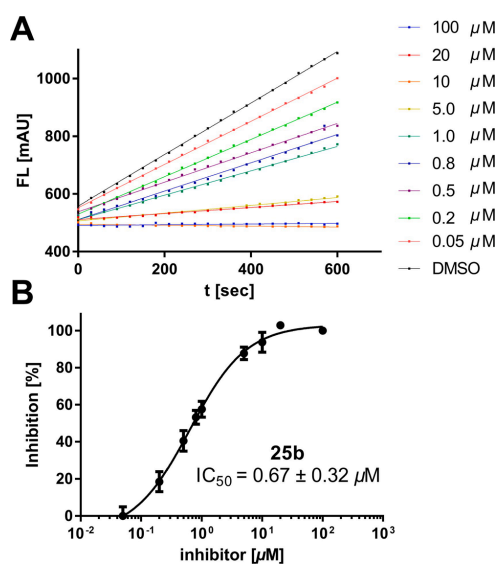 A
FL [mAU]
1000
800
600
400
0
200
400
600
800
t [sec]
100 µM
20 µM
10 µM
5.0 µM
1.0 µM
0.8 µM
0.5 µM
0.2 µM
0.05 µM
DMSO
B
Inhibition [%]
100
80
60
40
20
0
10⁻² 10⁻¹ 10⁰ 10¹ 10² 10³
inhibitor [µM]
25b
IC₅₀ = 0.67 ± 0.32 µM